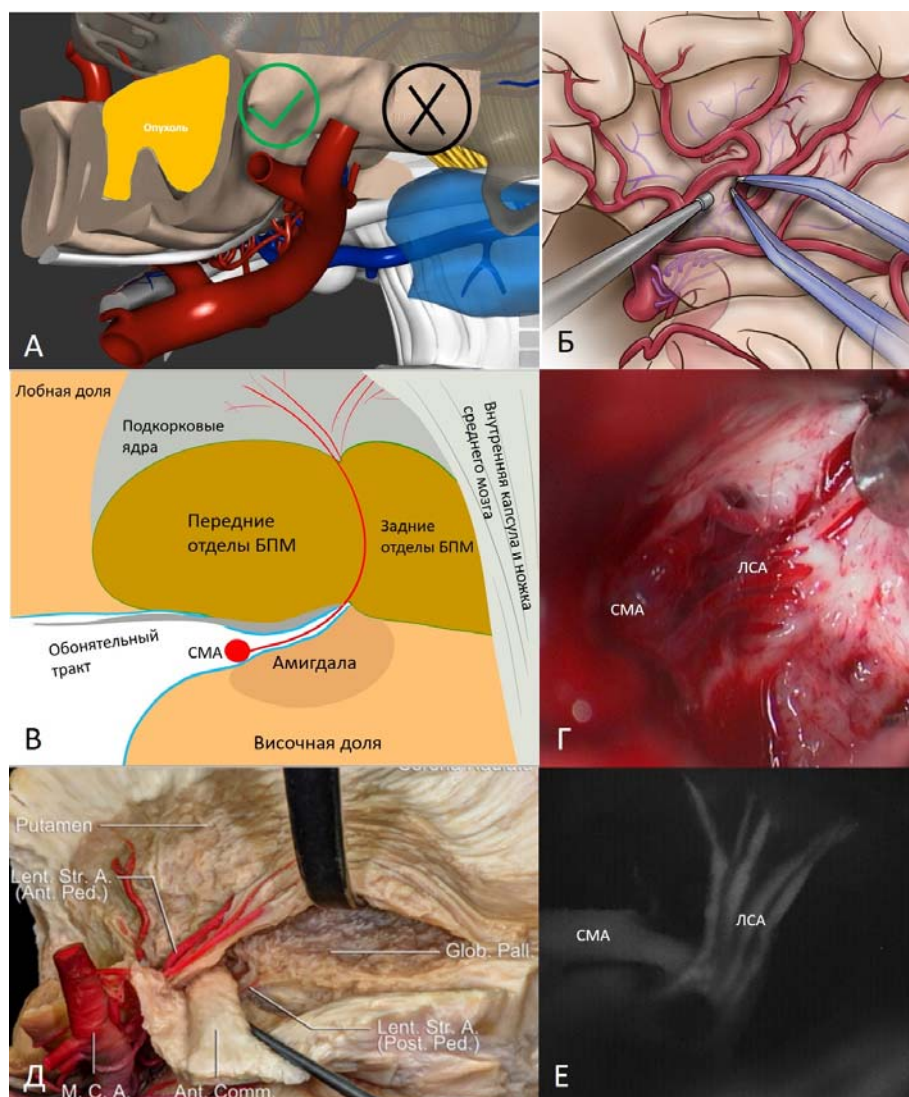 Опухоль
А
Б
Лобная доля
Подкорковые
ядра
Внутренняя капсула и ножка
среднего мозга
Передние
отделы БПМ
Задние
отделы БПМ
Обонятельный
тракт
СМА
Амигдала
Височная доля
В
ЛСА
СМА
Г
Putamen
Lent. Str. A.
(Ant. Ped.)
Glob. Pall.
Lent. Str. A.
(Post. Ped.)
M. C. A.
Ant. Comm.
Д
СМА
ЛСА
Е